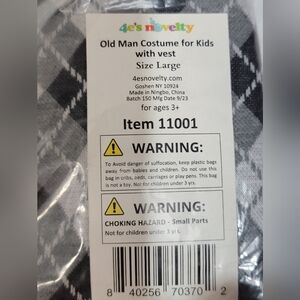 4e's novelty
Old Man Costume for Kids
with vest
Size Large
4esnovelty.com
Goshen NY 10924
Made in Ningbo, China
Batch 150 Mfg Date 9/23
for ages 3+
Item 11001
WARNING:
To Avoid danger of suffocation, keep plastic bags
away from babies and children. Do not use this
bag in cribs, beds, carriages or play pens. This bag
is not a toy. Not for children under 3 yrs.
WARNING:
CHOKING HAZARD - Small Parts
Not for children under 3 yrs.
8 40256 70370 2